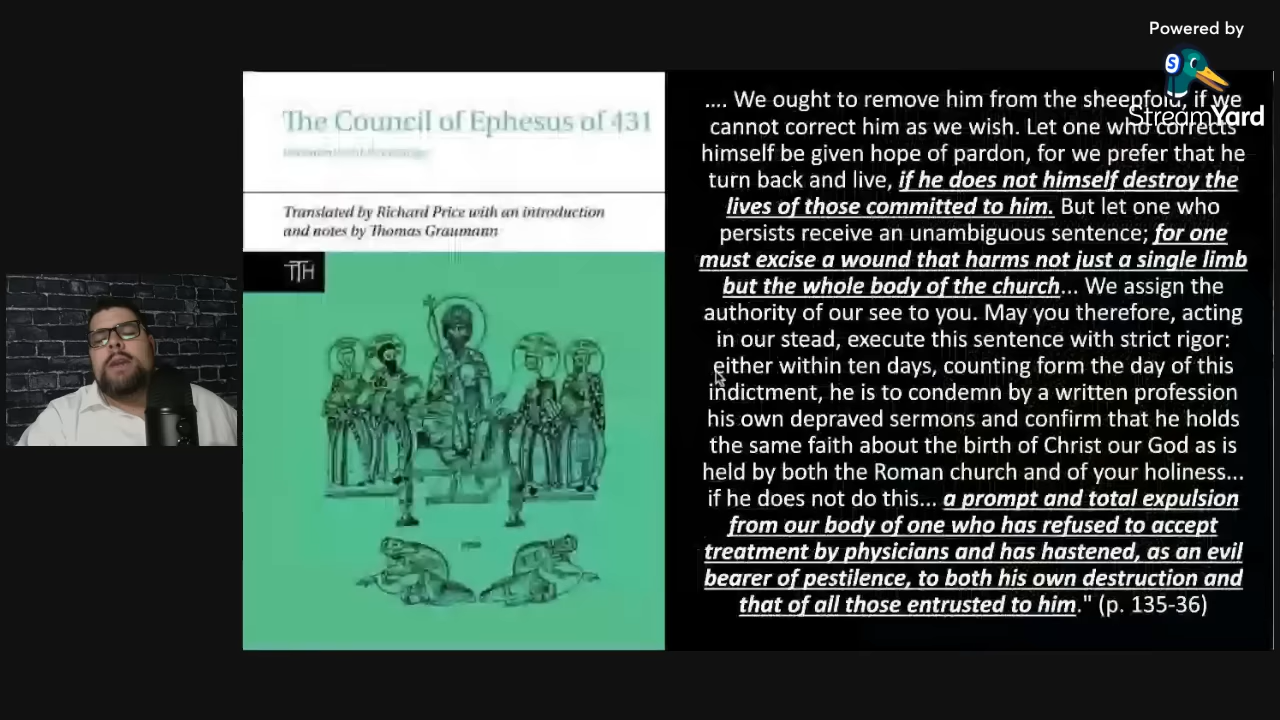 Powered by
StreamYard
The Council of Ephesus of 431
Translated by Richard Price with an introduction
and notes by Thomas Graumann
TTH
.... We ought to remove him from the sheepfold, if we
cannot correct him as we wish. Let one who corrects
himself be given hope of pardon, for we prefer that he
turn back and live, if he does not himself destroy the
lives of those committed to him. But let one who
persists receive an unambiguous sentence; for one
must excise a wound that harms not just a single limb
but the whole body of the church... We assign the
authority of our see to you. May you therefore, acting
in our stead, execute this sentence with strict rigor:
either within ten days, counting form the day of this
indictment, he is to condemn by a written profession
his own depraved sermons and confirm that he holds
the same faith about the birth of Christ our God as is
held by both the Roman church and of your holiness...
if he does not do this... a prompt and total expulsion
from our body of one who has refused to accept
treatment by physicians and has hastened, as an evil
bearer of pestilence, to both his own destruction and
that of all those entrusted to him." (p. 135-36)